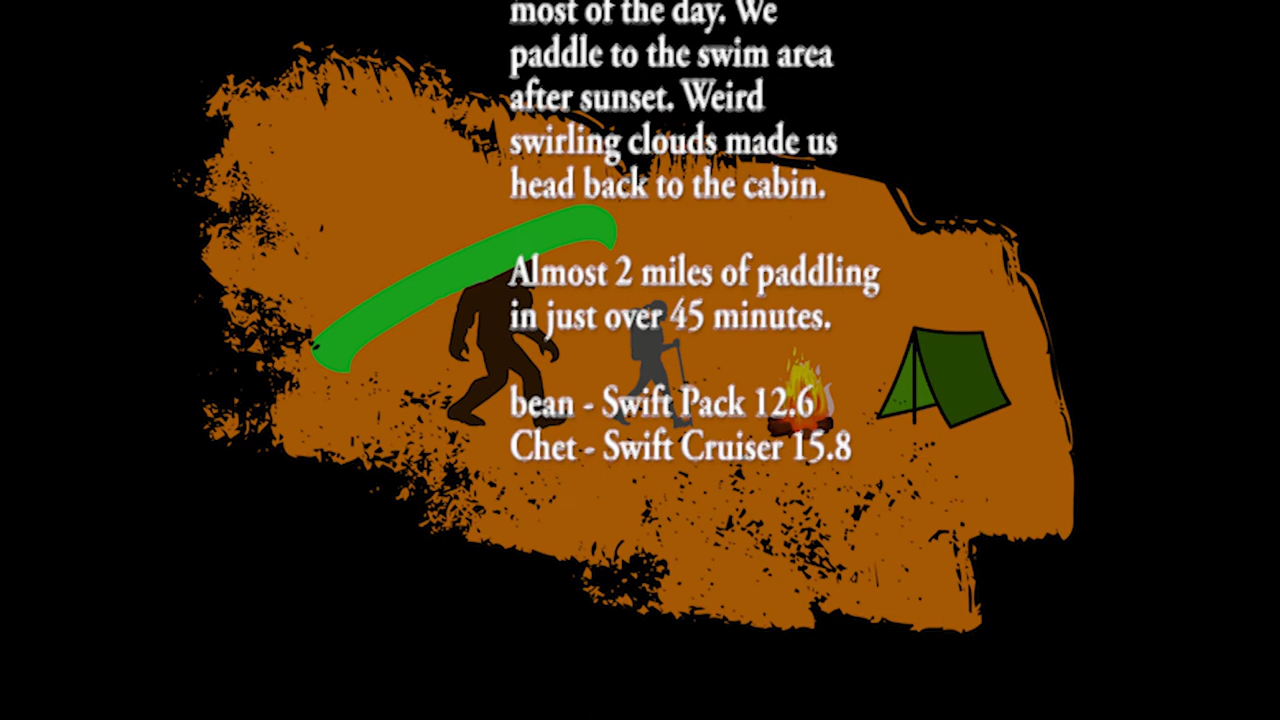 most of the day. We
paddle to the swim area
after sunset. Weird
swirling clouds made us
head back to the cabin.
Almost 2 miles of paddling
in just over 45 minutes.
bean - Swift Pack 12.6
Chet - Swift Cruiser 15.8